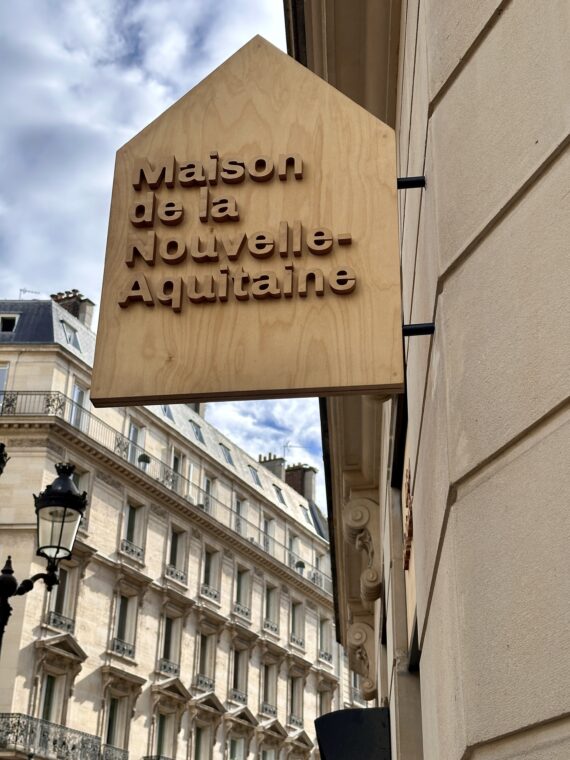 Maison
de la
Nouvelle-
Aquitaine